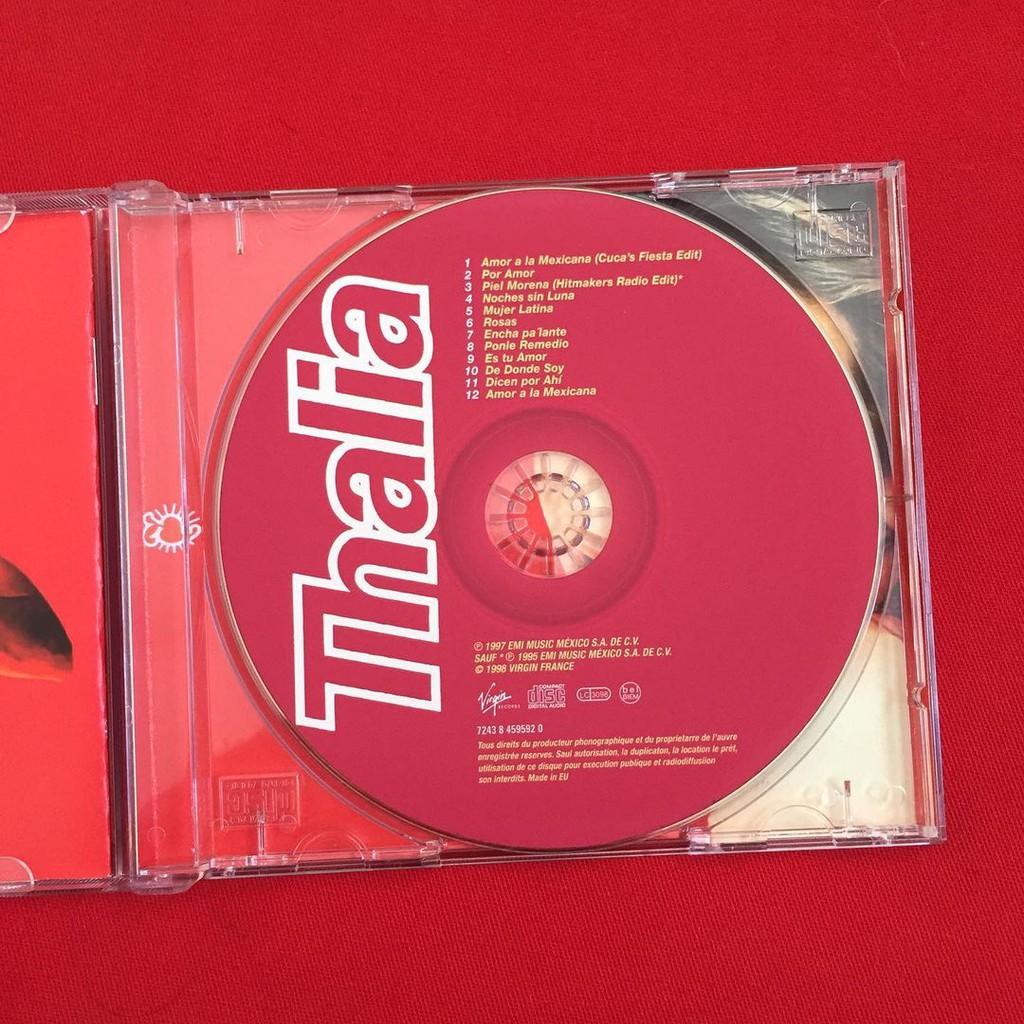 Thalia
1 Amor a la Mexicana (Cuca's Fiesta Edit)
2 Por Amor
3 Piel Morena (Hitmakers Radio Edit)*
4 Noches sin Luna
5 Mujer Latina
6 Rosas
7 Encha pa'lante
8 Ponle Remedio
9 Es tu Amor
10 De Donde Soy
11 Dicen por Ahí
12 Amor a la Mexicana
℗ 1997 EMI MUSIC MÉXICO S.A. DE C.V.
SAUF * ℗ 1995 EMI MUSIC MÉXICO S.A. DE C.V.
© 1998 VIRGIN FRANCE
Virgin RECORDS COMPACT disc DIGITAL AUDIO LC 3098 bel BIEM
7243 8 459592 0
Tous direits du producteur phonographique et du proprietarre de l'auvre
enregistrée reserves. Saul autorisation, la duplicaton, la location le prét,
utilisation de ce disque pour execution publique et radiodiffusiion
son interdits. Made in EU